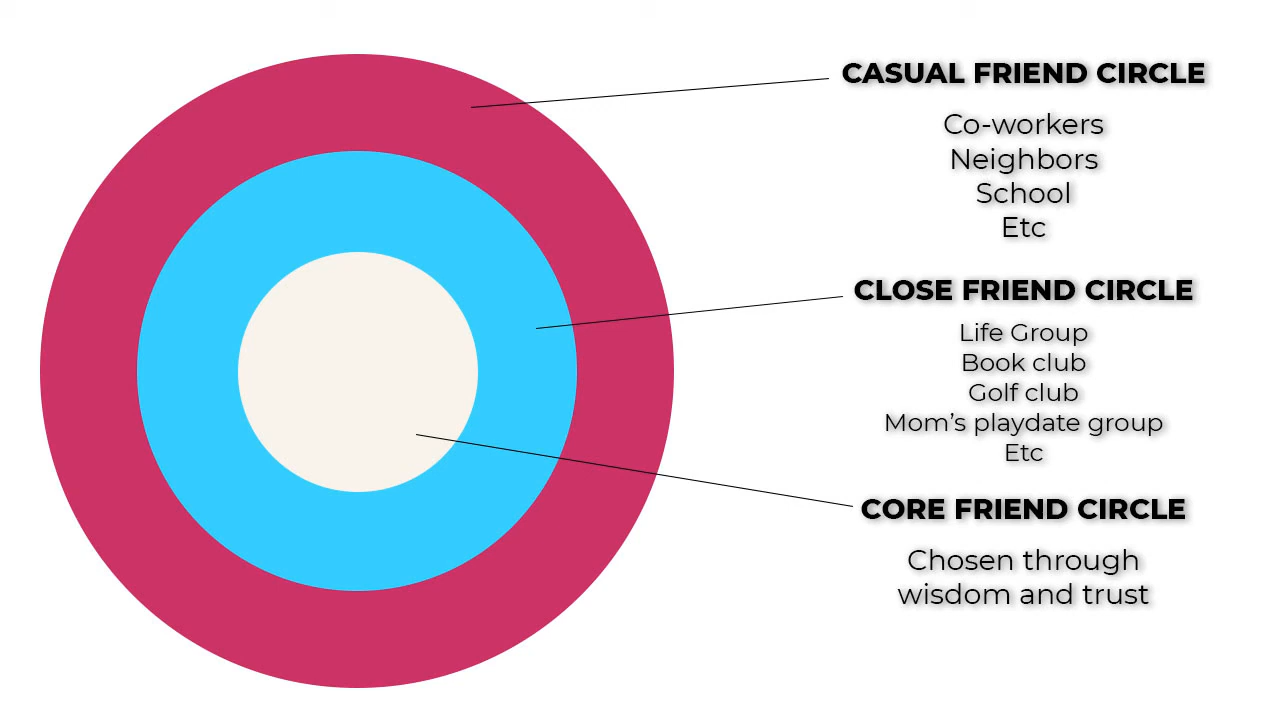 CASUAL FRIEND CIRCLE
Co-workers
Neighbors
School
Etc
CLOSE FRIEND CIRCLE
Life Group
Book club
Golf club
Mom’s playdate group
Etc
CORE FRIEND CIRCLE
Chosen through
wisdom and trust